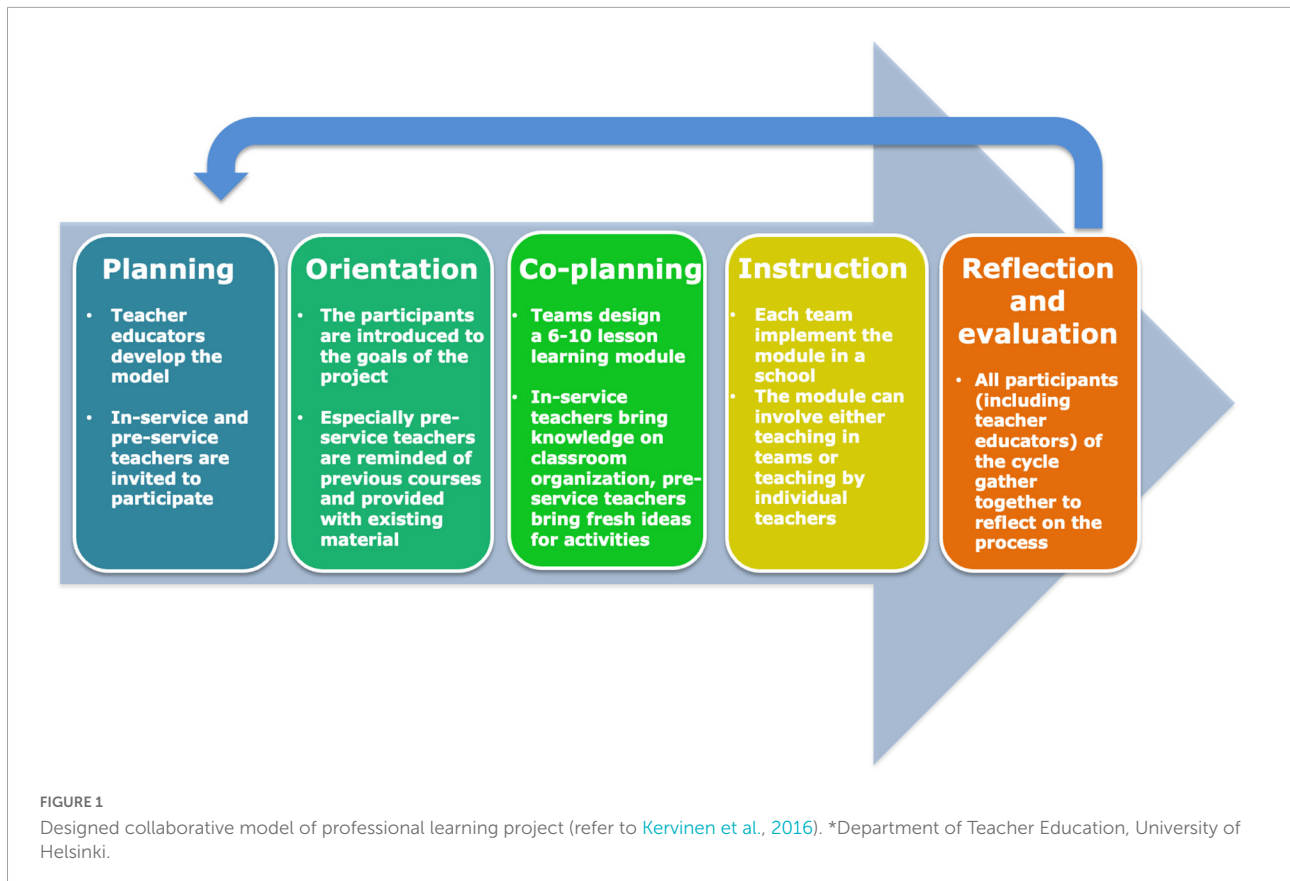 Planning
• Teacher
educators
develop the
model
• In-service and
pre-service
teachers are
invited to
participate
Orientation
• The participants
are introduced to
the goals of the
project
• Especially pre-
service teachers
are reminded of
previous courses
and provided
with existing
material
Co-planning
• Teams design
a 6-10 lesson
learning module
• In-service
teachers bring
knowledge on
classroom
organization, pre-
service teachers
bring fresh ideas
for activities
Instruction
• Each team
implement the
module in a
school
• The module can
involve either
teaching in
teams or
teaching by
individual
teachers
Reflection
and
evaluation
• All participants
(including
teacher
educators) of
the cycle
gather
together to
reflect on the
process
FIGURE 1
Designed collaborative model of professional learning project (refer to Kervinen et al., 2016). *Department of Teacher Education, University of
Helsinki.